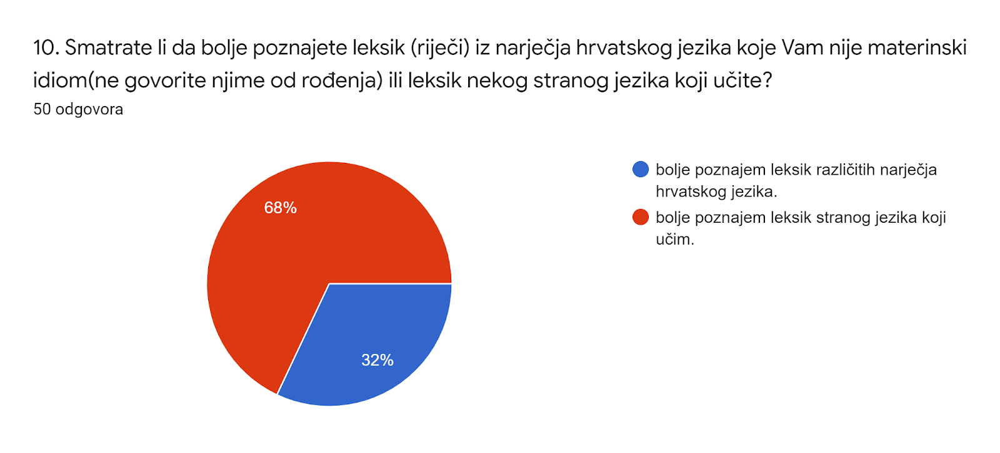 10. Smatrate li da bolje poznajete leksik (riječi) iz narječja hrvatskog jezika koje Vam nije materinski
idiom(ne govorite njime od rođenja) ili leksik nekog stranog jezika koji učite?
50 odgovora
bolje poznajem leksik različitih narječja
hrvatskog jezika.
bolje poznajem leksik stranog jezika koji
učim.
68%
32%